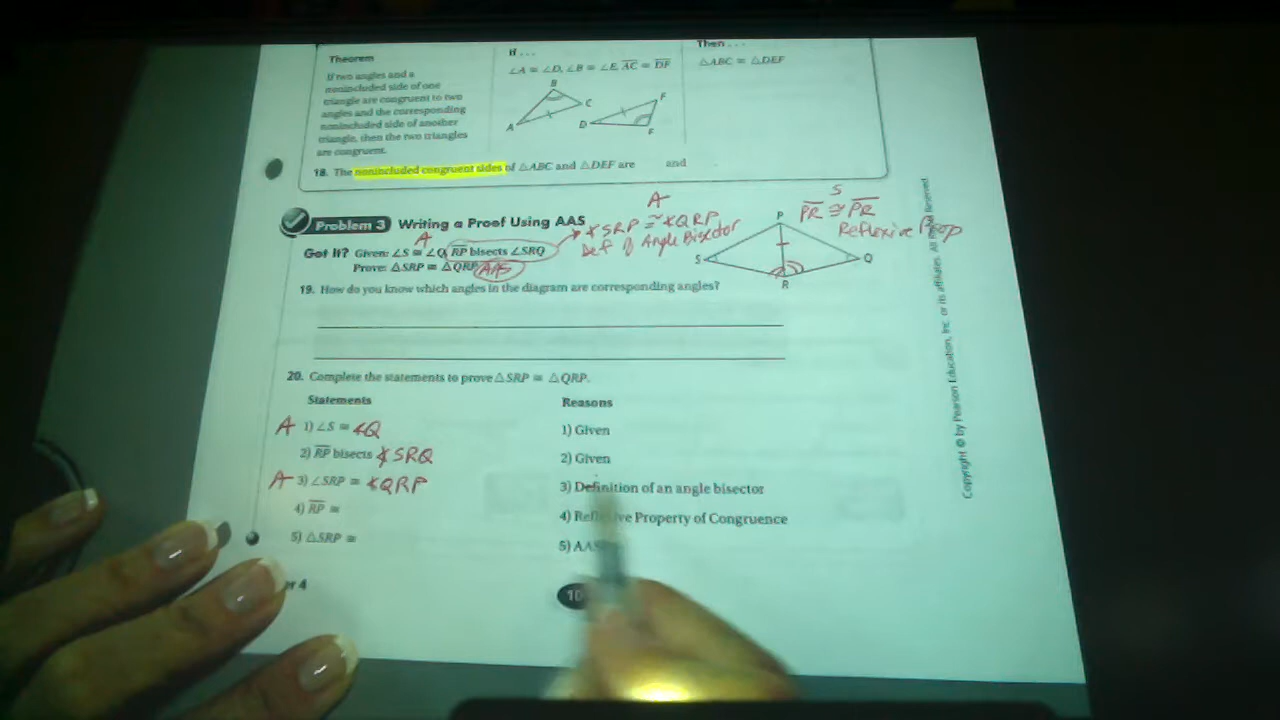 Theorem
If two angles and a
nonincluded side of one
triangle are congruent to two
angles and the corresponding
nonincluded side of another
triangle, then the two triangles
are congruent.
If . . .
∠A ≅ ∠D, ∠B ≅ ∠E, AC ≅ DF
B
C
A
F
D
E
Then . . .
△ABC ≅ △DEF
18. The nonincluded congruent sides of △ABC and △DEF are and
Problem 3 Writing a Proof Using AAS
A
Got It? Given: ∠S ≅ ∠Q, RP bisects ∠SRQ
Prove: △SRP ≅ △QRP AAS
A
∡SRP ≅ ∡QRP
Def of Angle Bisector
S
PR ≅ PR
Reflexive Prop
P
S
Q
R
19. How do you know which angles in the diagram are corresponding angles?
20. Complete the statements to prove △SRP ≅ △QRP.
Statements
Reasons
A 1) ∠S ≅ ∡Q
1) Given
2) RP bisects ∡SRQ
2) Given
A 3) ∠SRP ≅ ∡QRP
3) Definition of an angle bisector
4) RP ≅
4) Reflexive Property of Congruence
5) △SRP ≅
5) AAS
4
10
Copyright © by Pearson Education, Inc. or its affiliates. All Reserved.